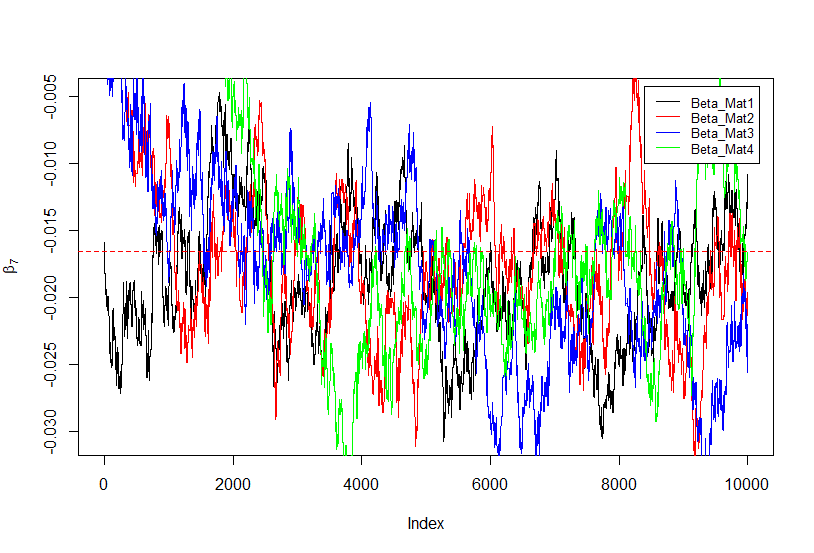 -0.005
-0.010
-0.015
-0.020
-0.025
-0.030
β7
Beta_Mat1
Beta_Mat2
Beta_Mat3
Beta_Mat4
0 2000 4000 6000 8000 10000
Index